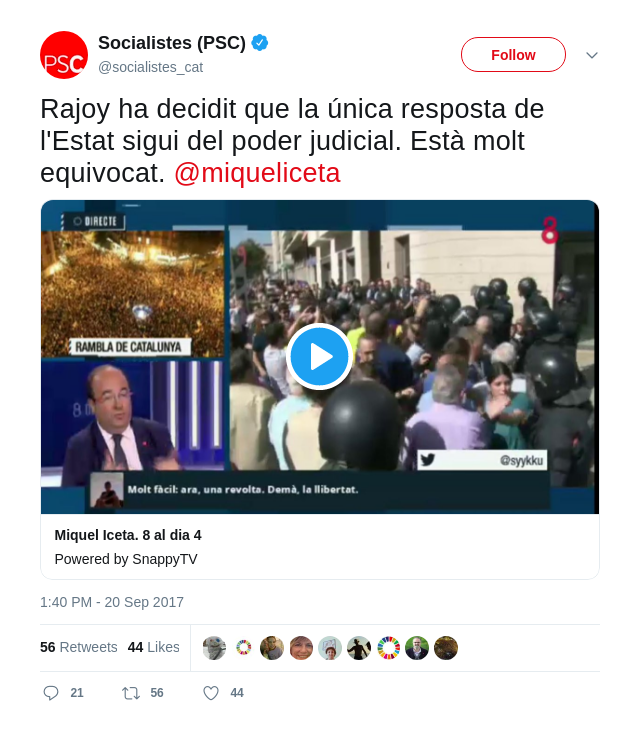 PSC
Socialistes (PSC)
@socialistes_cat
Follow
Rajoy ha decidit que la única resposta de
l'Estat sigui del poder judicial. Està molt
equivocat. @miqueliceta
DIRECTE
8
RAMBLA DE CATALUNYA
@syykku
Molt fàcil: ara, una revolta. Demà, la llibertat.
Miquel Iceta. 8 al dia 4
Powered by SnappyTV
1:40 PM - 20 Sep 2017
56 Retweets 44 Likes
21 56 44